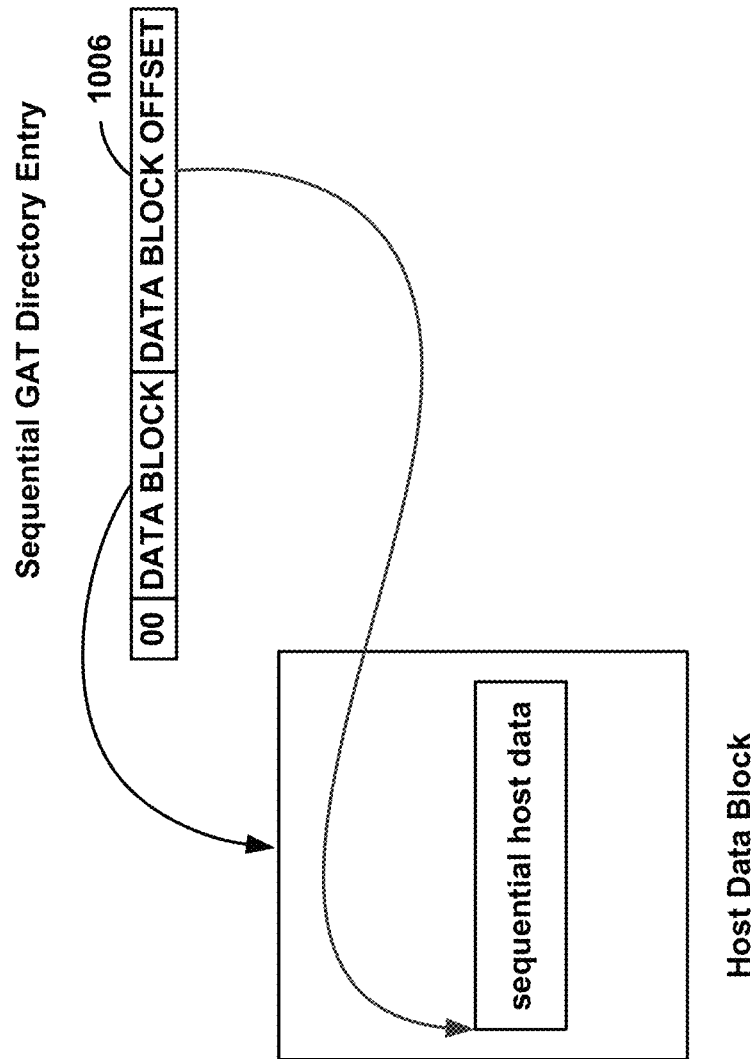 Sequential GAT Directory Entry
1006
00 DATA BLOCK DATA BLOCK OFFSET
sequential host data
Host Data Block